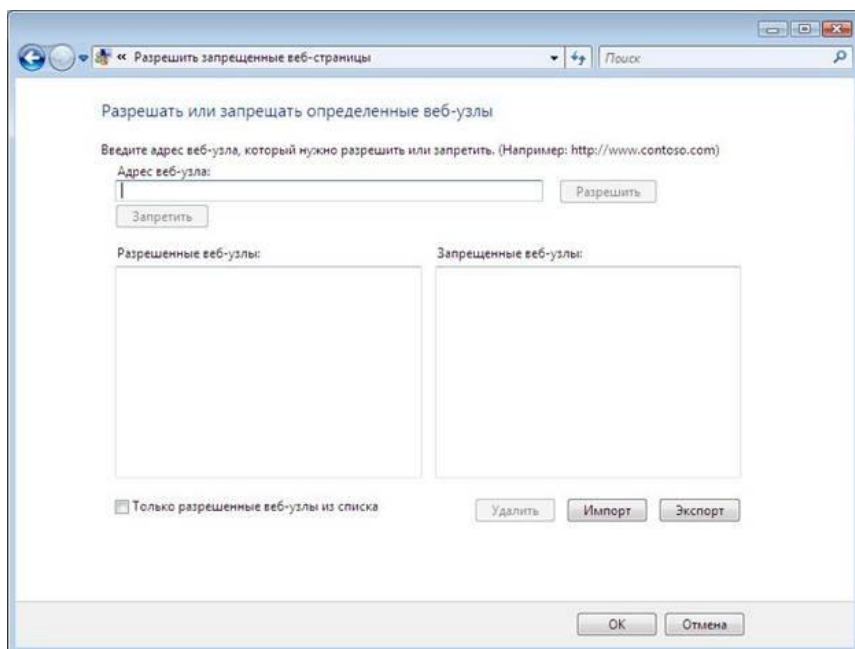 « Разрешить запрещенные веб-страницы
Поиск
Разрешать или запрещать определенные веб-узлы
Введите адрес веб-узла, который нужно разрешить или запретить. (Например: http://www.contoso.com)
Адрес веб-узла:
Разрешить
Запретить
Разрешенные веб-узлы: Запрещенные веб-узлы:
Только разрешенные веб-узлы из списка Удалить Импорт Экспорт
ОК Отмена